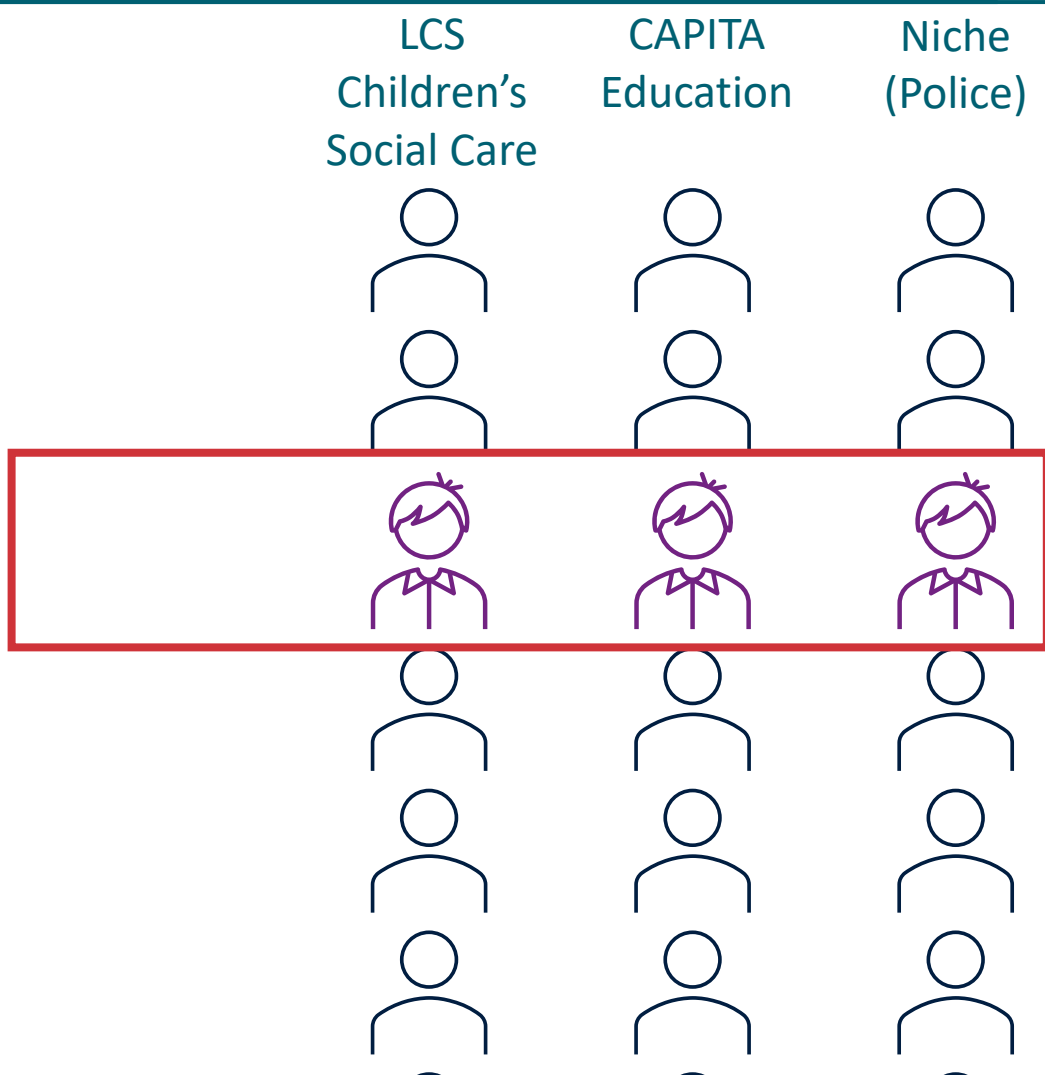 LCS
Children’s
Social Care
CAPITA
Education
Niche
(Police)